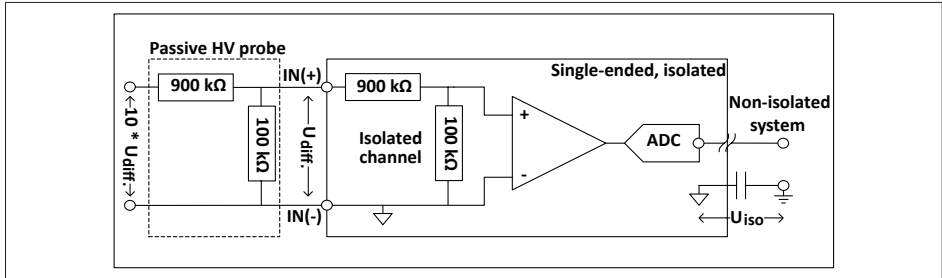 Passive HV probe
900 kΩ
100 kΩ
10 * Udiff.
IN(+)
Udiff.
IN(-)
900 kΩ
100 kΩ
Isolated
channel
Single-ended, isolated
+
-
ADC
Non-isolated
system
Uiso